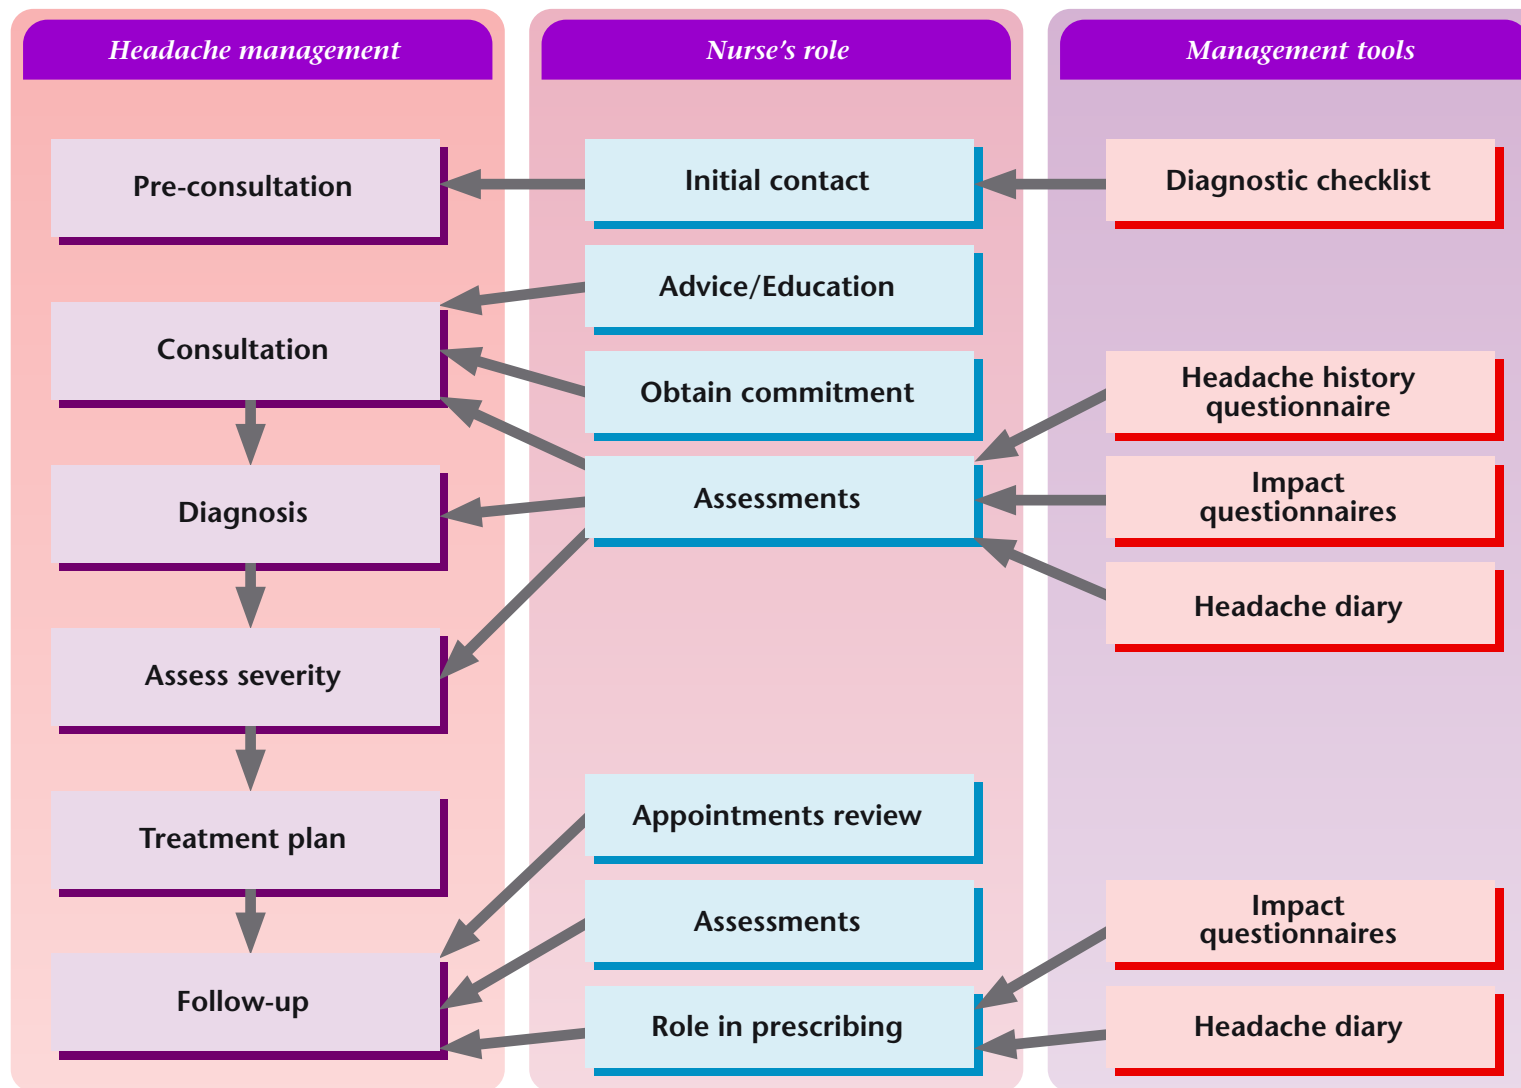 Headache management
Pre-consultation
Consultation
Diagnosis
Assess severity
Treatment plan
Follow-up
Nurse's role
Initial contact
Advice/Education
Obtain commitment
Assessments
Appointments review
Assessments
Role in prescribing
Management tools
Diagnostic checklist
Headache history
questionnaire
Impact
questionnaires
Headache diary
Impact
questionnaires
Headache diary